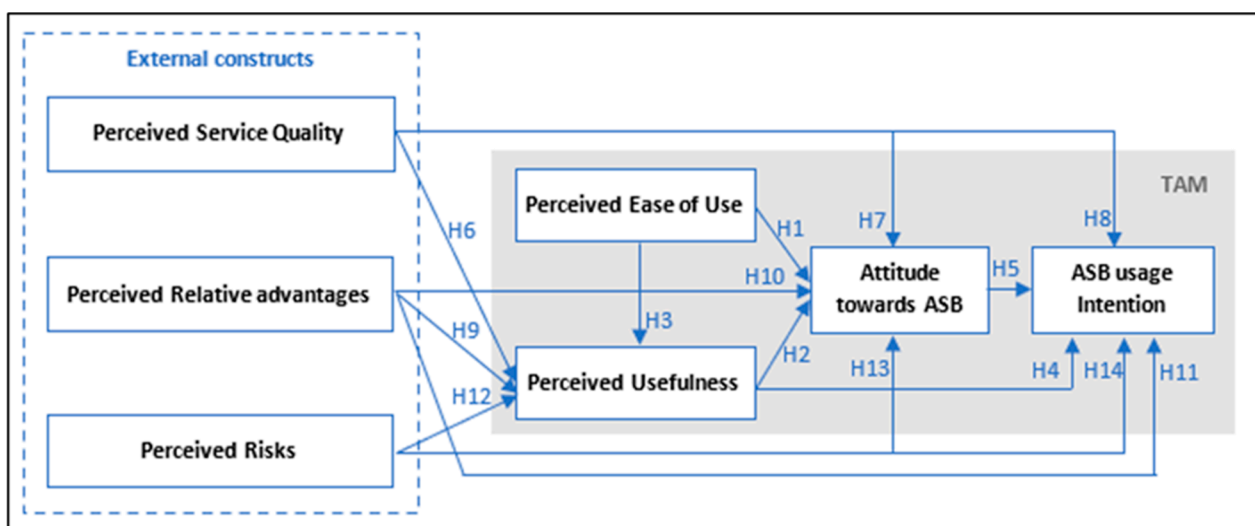 External constructs
Perceived Service Quality
TAM
Perceived Ease of Use
H1
H7
H8
H6
Perceived Relative advantages
H10
Attitude
towards ASB
H5
ASB usage
Intention
H9
H3
H2
H12
Perceived Usefulness
H13
H4
H14
H11
Perceived Risks